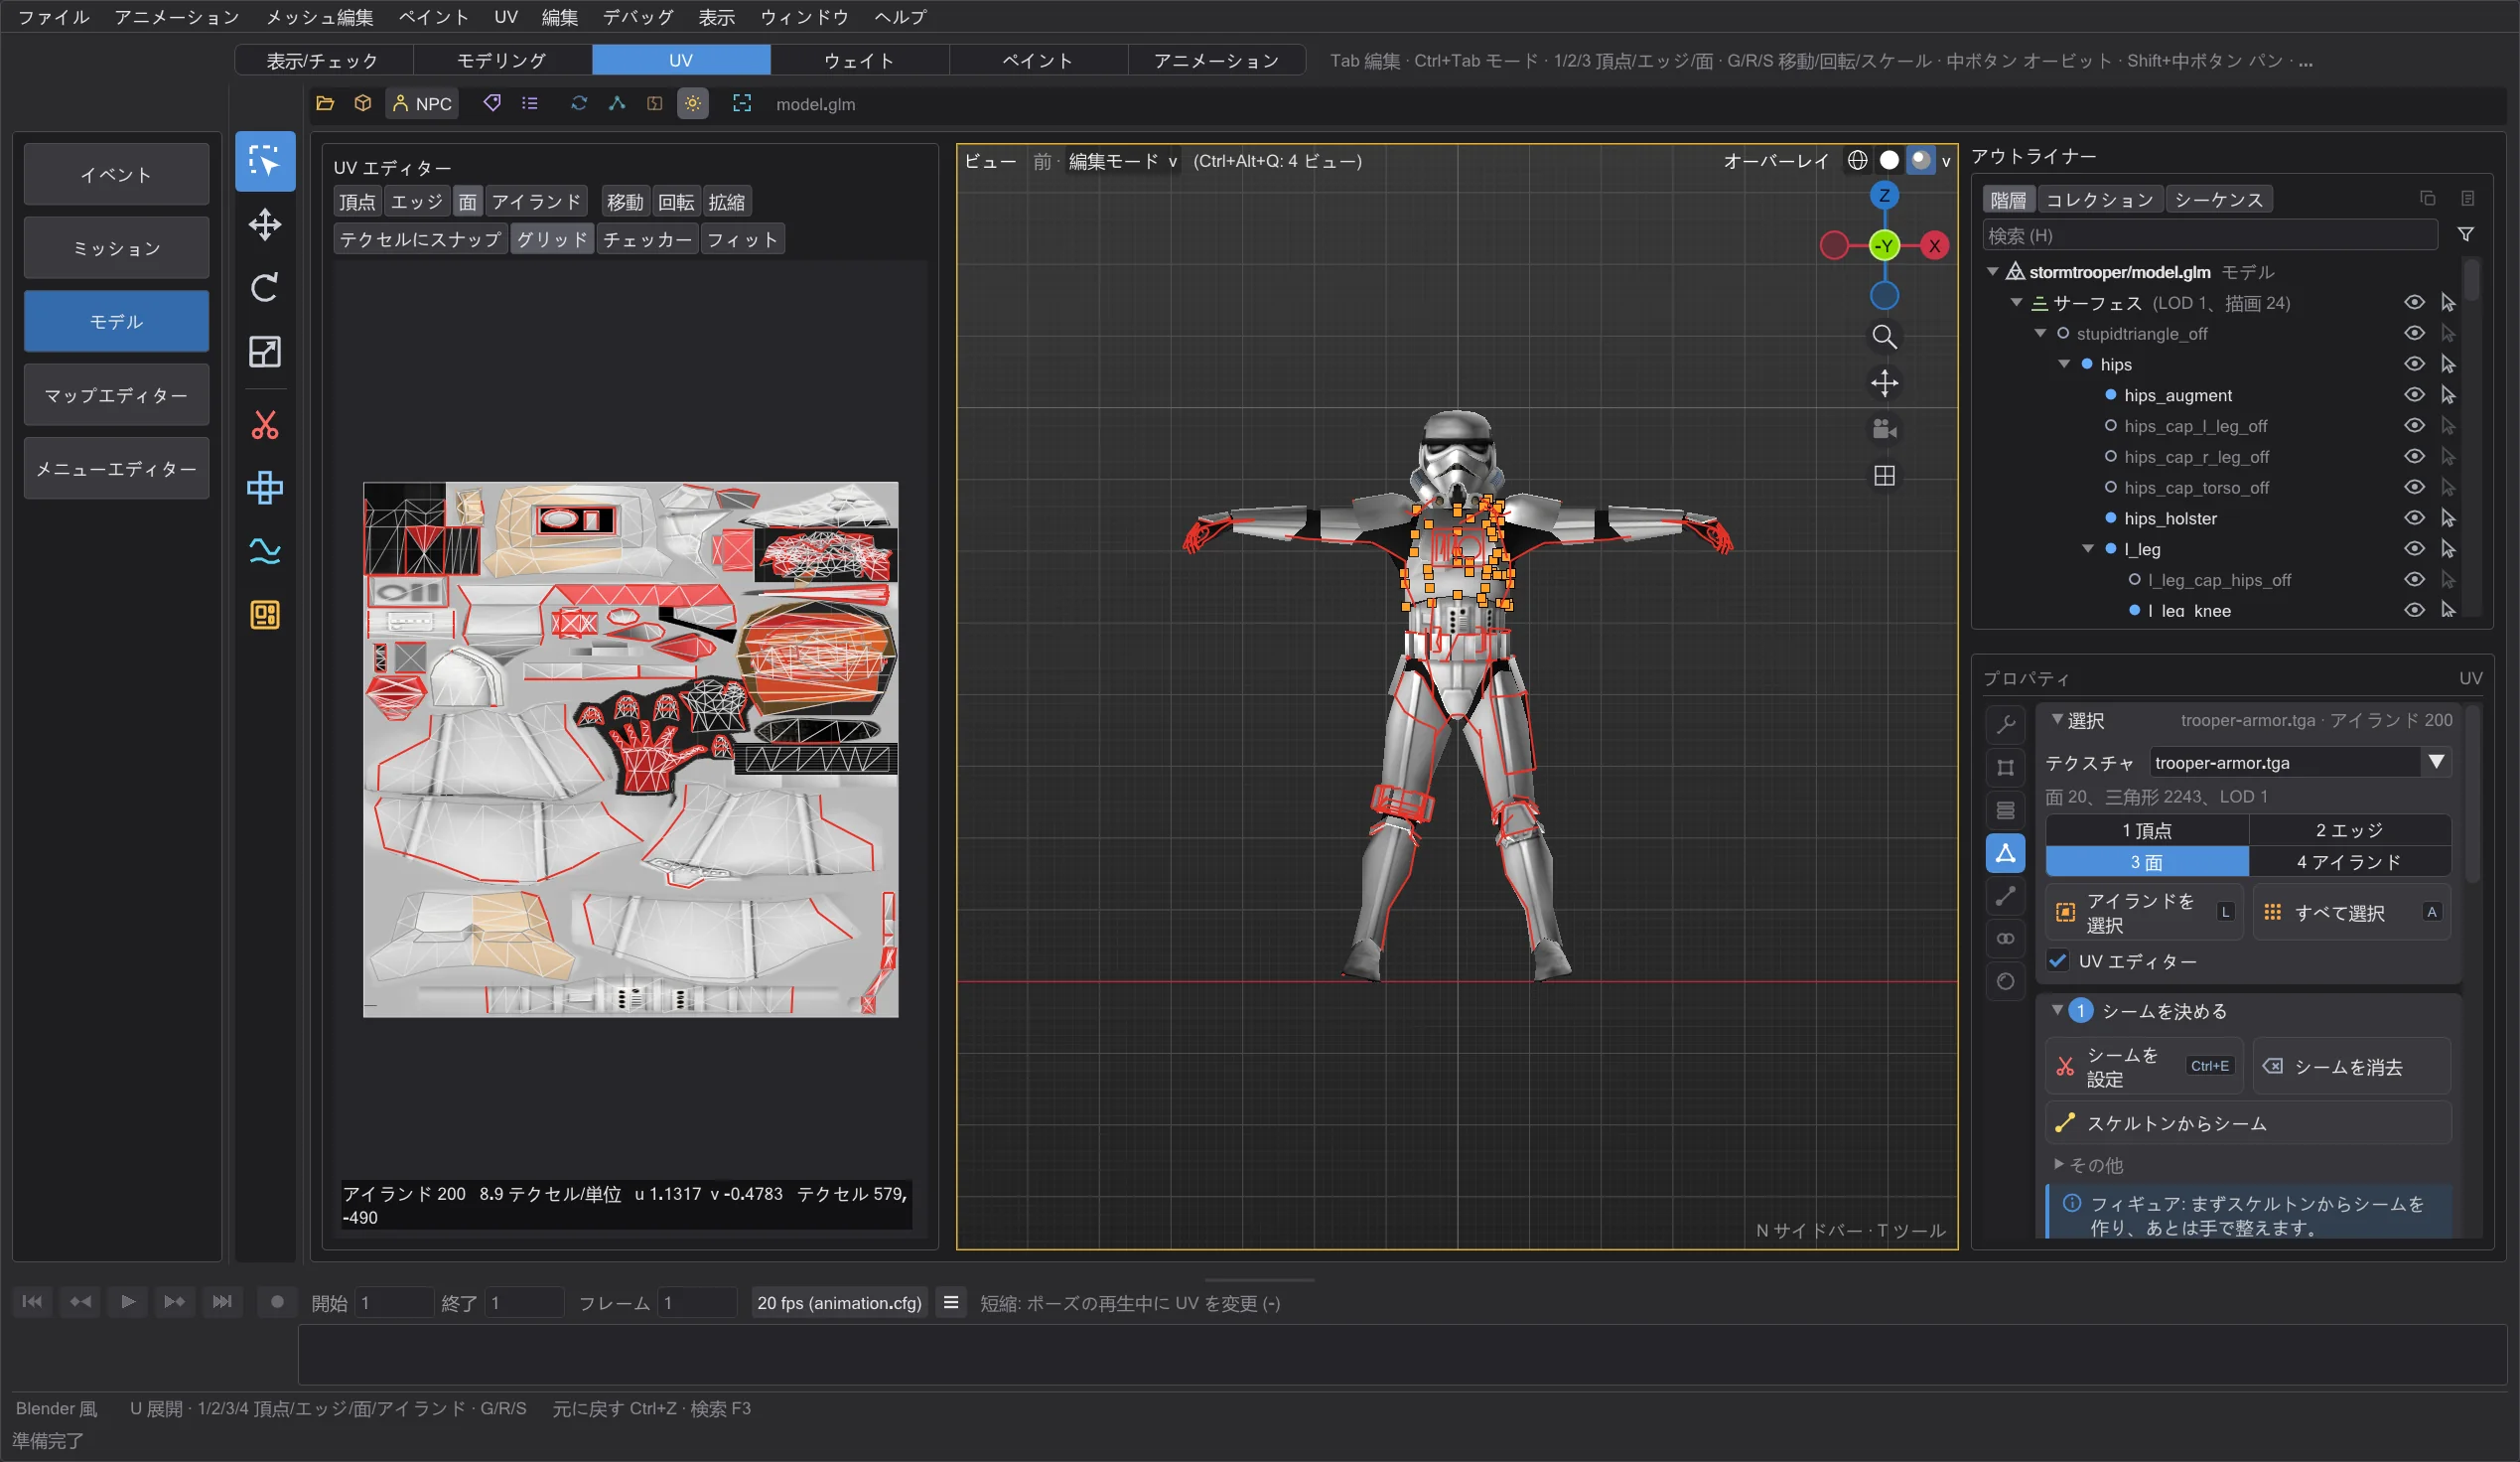 ファイル アニメーション メッシュ編集 ペイント UV 編集 デバッグ 表示 ウィンドウ ヘルプ
表示/チェック モデリング UV ウェイト ペイント アニメーション Tab 編集 · Ctrl+Tab モード · 1/2/3 頂点/エッジ/面 · G/R/S 移動/回転/スケール · 中ボタン オービット · Shift+中ボタン パン · ...
NPC model.glm
イベント
ミッション
モデル
マップエディター
メニューエディター
UV エディター
頂点 エッジ 面 アイランド 移動 回転 拡縮
テクセルにスナップ グリッド チェッカー フィット
アイランド 200 8.9 テクセル/単位 u 1.1317 v -0.4783 テクセル 579,
-490
ビュー 前 · 編集モード v (Ctrl+Alt+Q: 4 ビュー) オーバーレイ v
Z
-Y X
N サイドバー · T ツール
アウトライナー
階層 コレクション シーケンス
検索 (H)
stormtrooper/model.glm モデル
サーフェス (LOD 1、描画 24)
stupidtriangle_off
hips
hips_augment
hips_cap_l_leg_off
hips_cap_r_leg_off
hips_cap_torso_off
hips_holster
l_leg
l_leg_cap_hips_off
l_leg_knee
プロパティ UV
選択 trooper-armor.tga · アイランド 200
テクスチャ trooper-armor.tga
面 20、三角形 2243、LOD 1
1 頂点 2 エッジ
3 面 4 アイランド
アイランドを
選択 L すべて選択 A
UV エディター
1 シームを決める
シームを
設定 Ctrl+E シームを消去
スケルトンからシーム
その他
フィギュア: まずスケルトンからシームを
作り、あとは手で整えます。
開始 1 終了 1 フレーム 1 20 fps (animation.cfg) 短縮: ポーズの再生中に UV を変更 (-)
Blender 風 U 展開 · 1/2/3/4 頂点/エッジ/面/アイランド · G/R/S 元に戻す Ctrl+Z · 検索 F3
準備完了